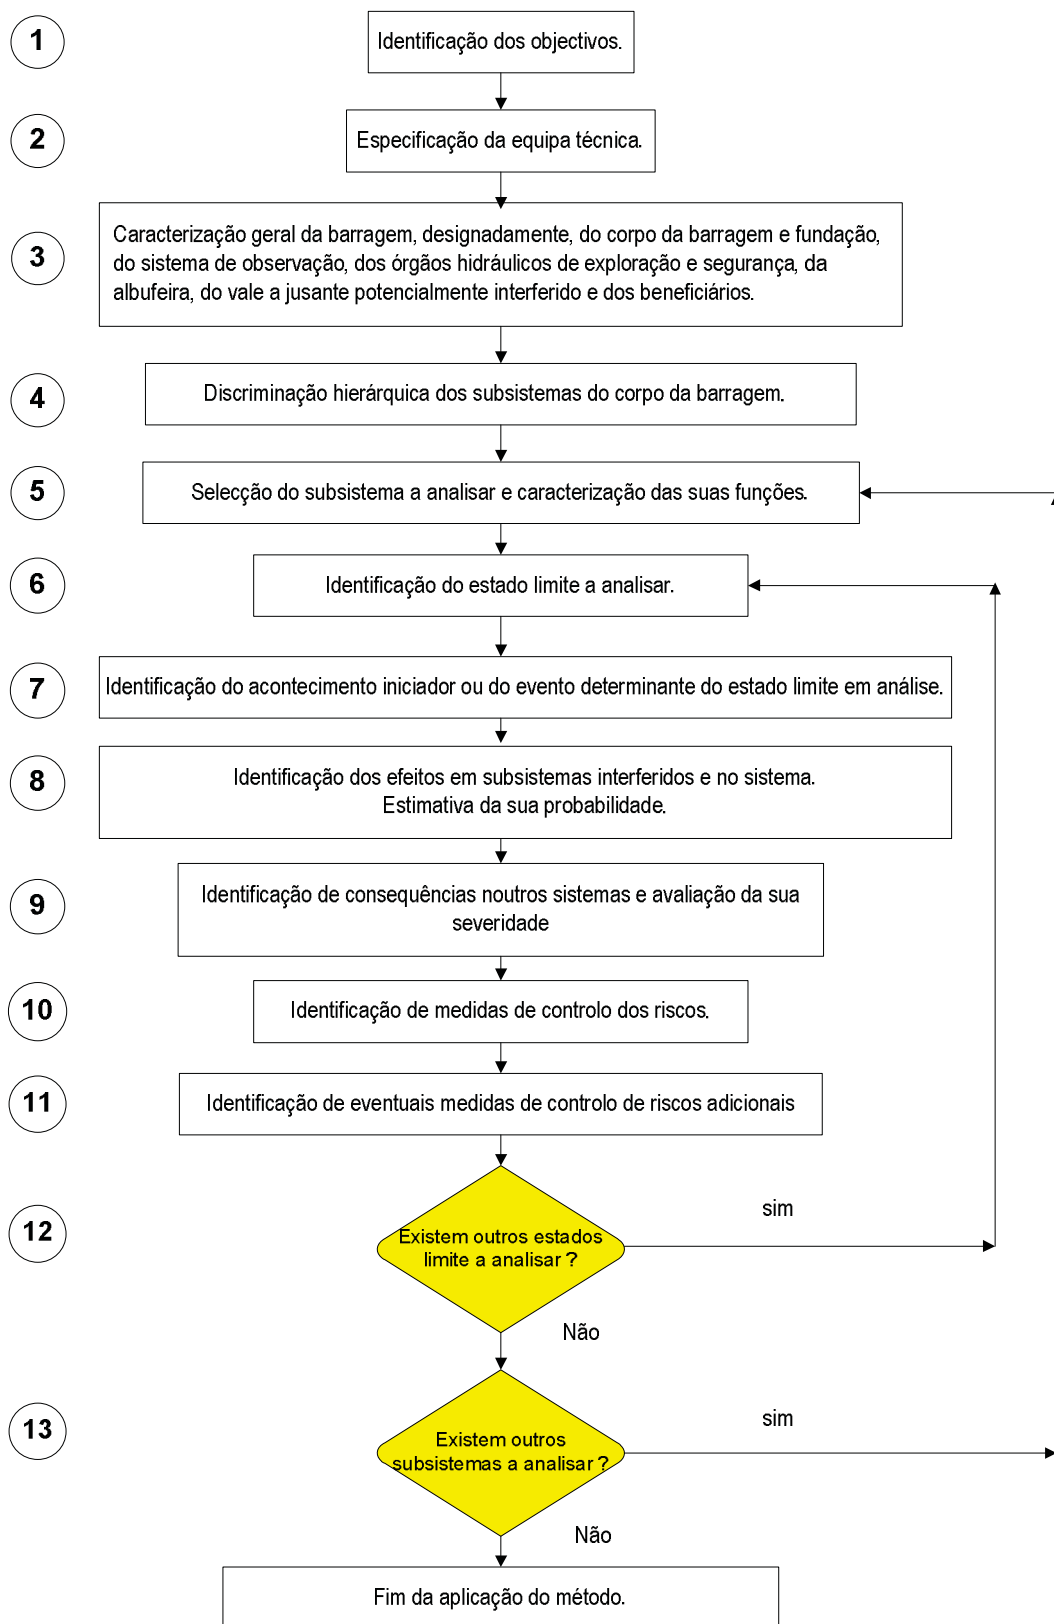 1
Identificação dos objectivos.
2
Especificação da equipa técnica.
3
Caracterização geral da barragem, designadamente, do corpo da barragem e fundação,
do sistema de observação, dos órgãos hidráulicos de exploração e segurança, da
albufeira, do vale a jusante potencialmente interferido e dos beneficiários.
4
Discriminação hierárquica dos subsistemas do corpo da barragem.
5
Selecção do subsistema a analisar e caracterização das suas funções.
6
Identificação do estado limite a analisar.
7
Identificação do acontecimento iniciador ou do evento determinante do estado limite em análise.
8
Identificação dos efeitos em subsistemas interferidos e no sistema.
Estimativa da sua probabilidade.
9
Identificação de consequências noutros sistemas e avaliação da sua
severidade
10
Identificação de medidas de controlo dos riscos.
11
Identificação de eventuais medidas de controlo de riscos adicionais
12
Existem outros estados
limite a analisar ?
sim
Não
13
Existem outros
subsistemas a analisar ?
sim
Não
Fim da aplicação do método.